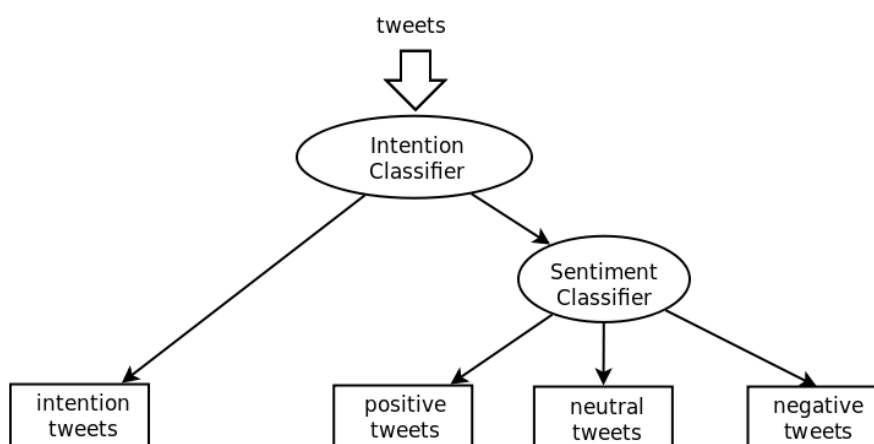 tweets
Intention
Classifier
Sentiment
Classifier
intention
tweets
positive
tweets
neutral
tweets
negative
tweets